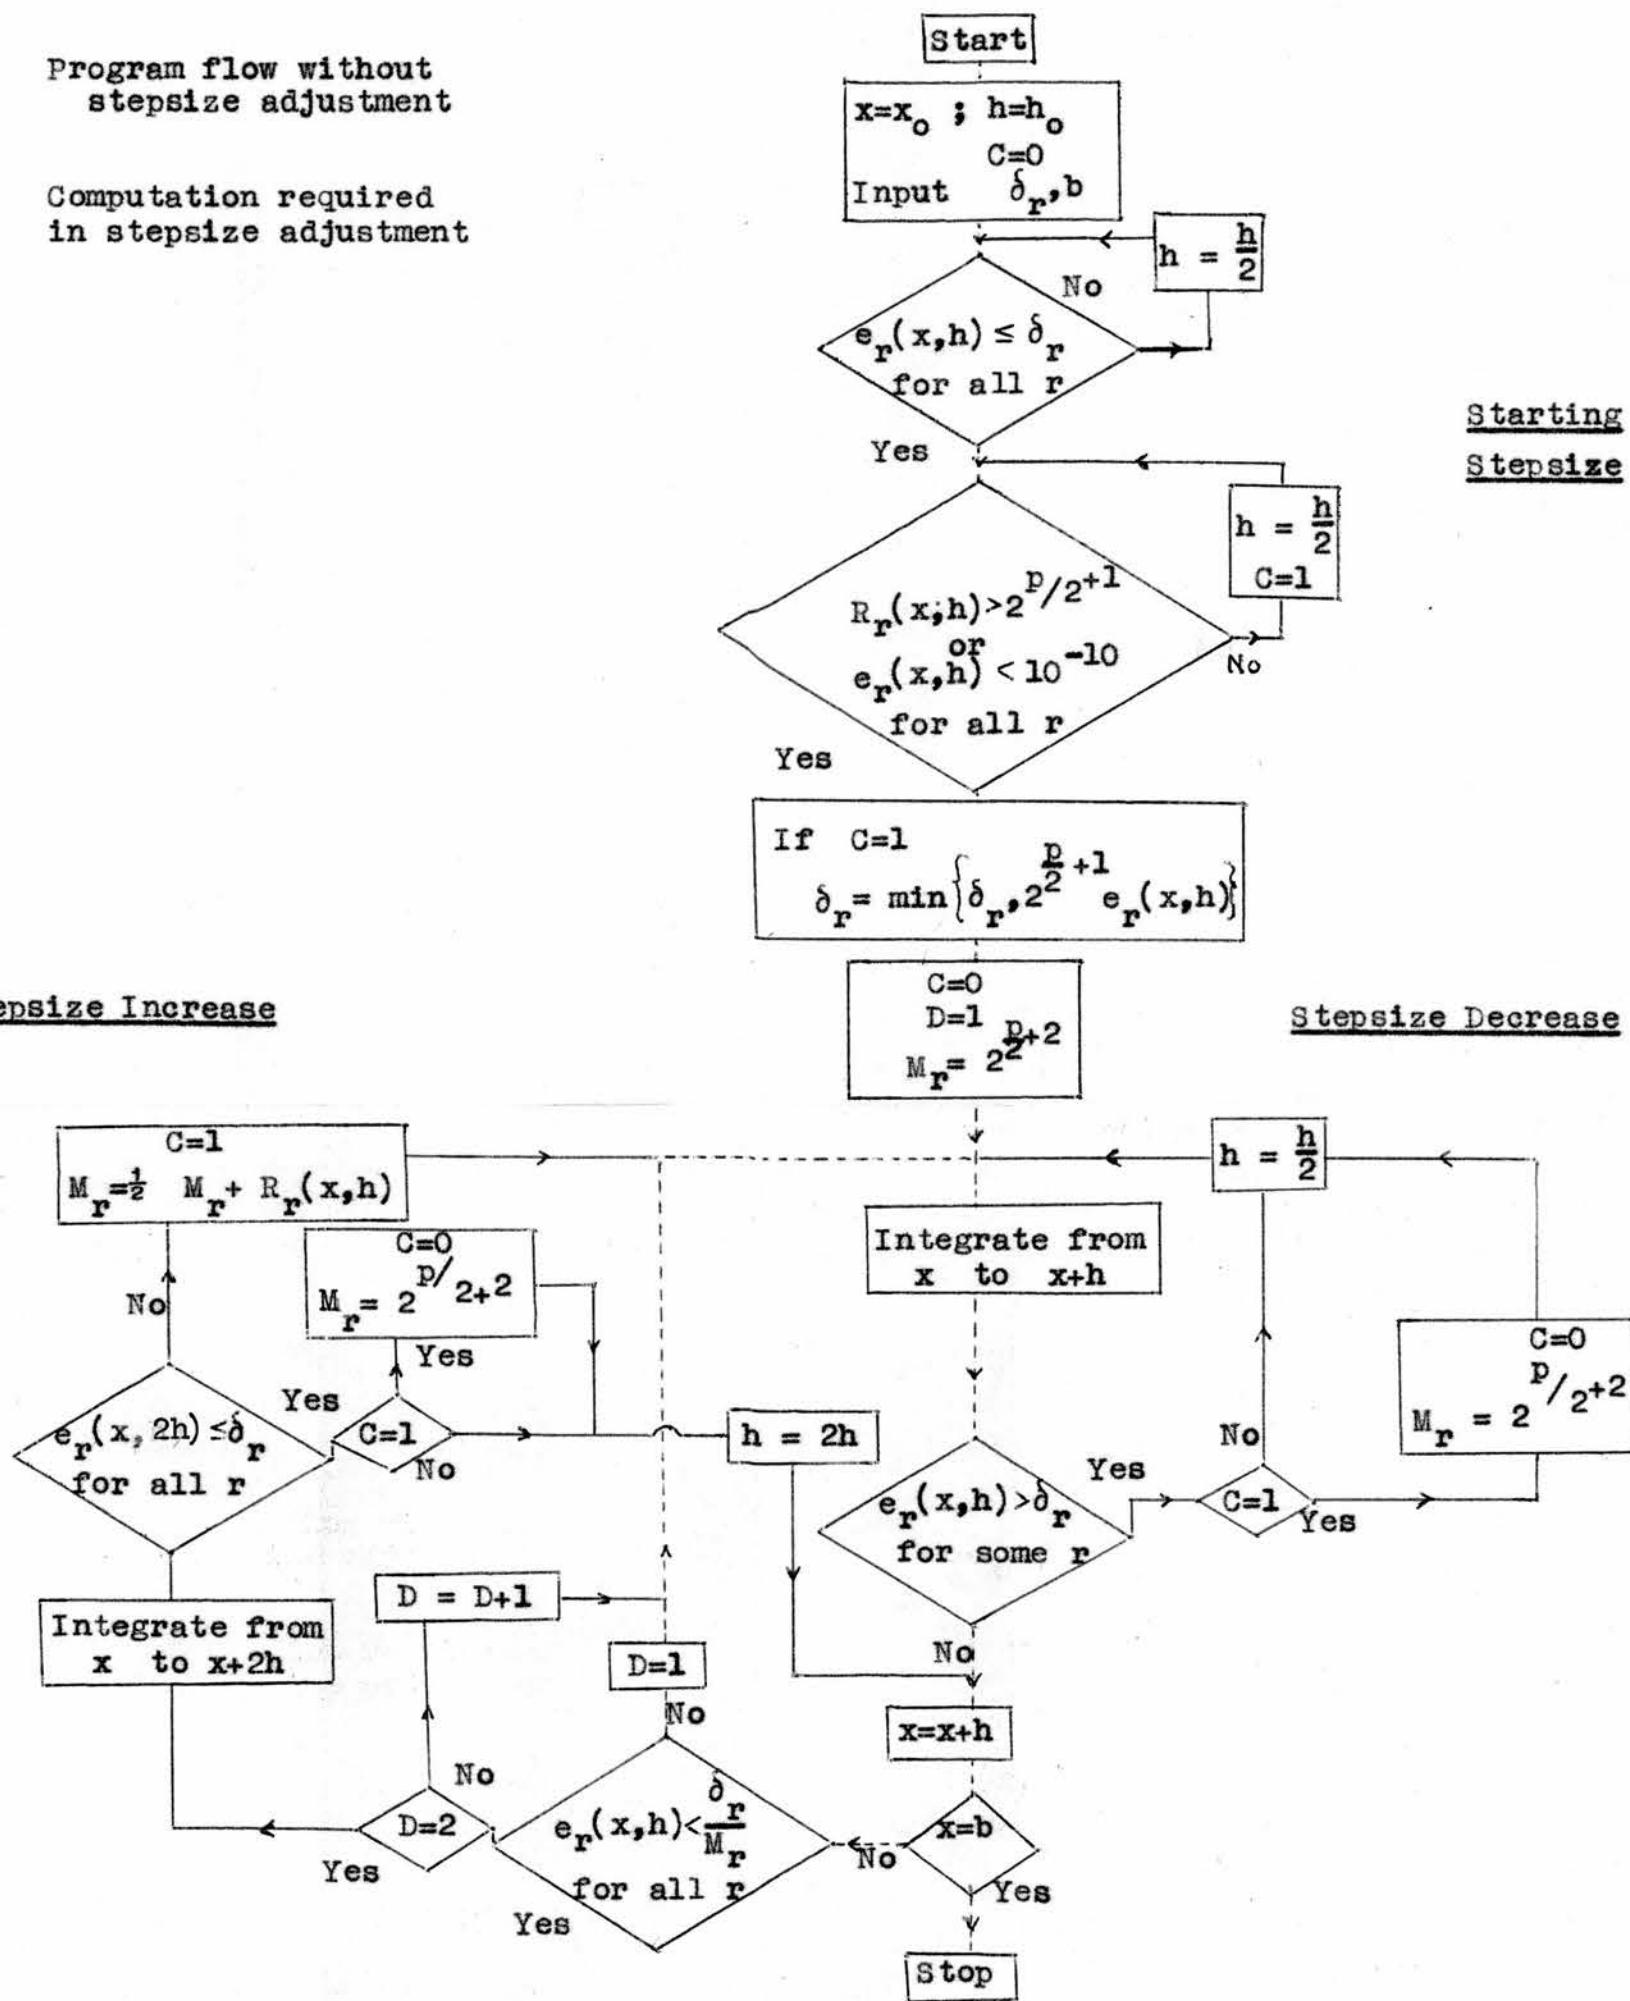 Program flow without
stepsize adjustment
Computation required
in stepsize adjustment
Start
x=x₀ ; h=h₀
C=0
Input δᵣ,b
h = h/2
No
eᵣ(x,h) ≤ δᵣ
for all r
Yes
Starting
Stepsize
h = h/2
C=1
Rᵣ(x,h)>2^p/2+1
or
eᵣ(x,h) <10^-10
for all r
No
Yes
If C=1
δᵣ= min{δᵣ,2^p/2+1 eᵣ(x,h)}
C=0
D=1
Mᵣ= 2^p/2+2
epsize Increase
Stepsize Decrease
C=1
Mᵣ=½ Mᵣ+ Rᵣ(x,h)
h = h/2
C=0
Mᵣ= 2^p/2+2
Integrate from
x to x+h
No
Yes
C=0
Mᵣ = 2^p/2+2
eᵣ(x,2h)≤δᵣ
for all r
Yes
C=1
No
h = 2h
eᵣ(x,h)>δᵣ
for some r
Yes
No
C=1
Yes
Integrate from
x to x+2h
D = D+1
D=1
No
No
x=x+h
No
D=2
Yes
eᵣ(x,h)<δᵣ/Mᵣ
for all r
Yes
x=b
No
Yes
Stop